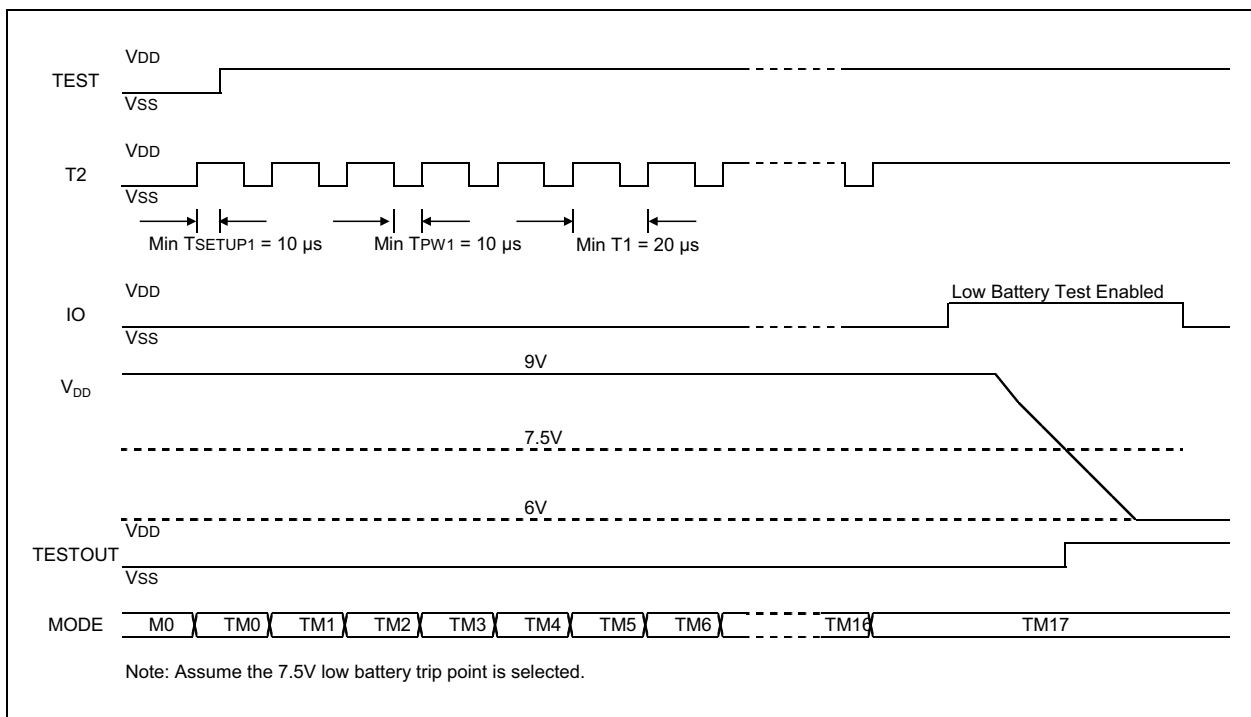 VDD
TEST
VSS
VDD
T2
VSS
Min TSETUP1 = 10 µs
Min TPW1 = 10 µs
Min T1 = 20 µs
VDD
Low Battery Test Enabled
IO
VSS
9V
VDD
7.5V
6V
VDD
TESTOUT
VSS
MODE M0 TM0 TM1 TM2 TM3 TM4 TM5 TM6 TM16 TM17
Note: Assume the 7.5V low battery trip point is selected.